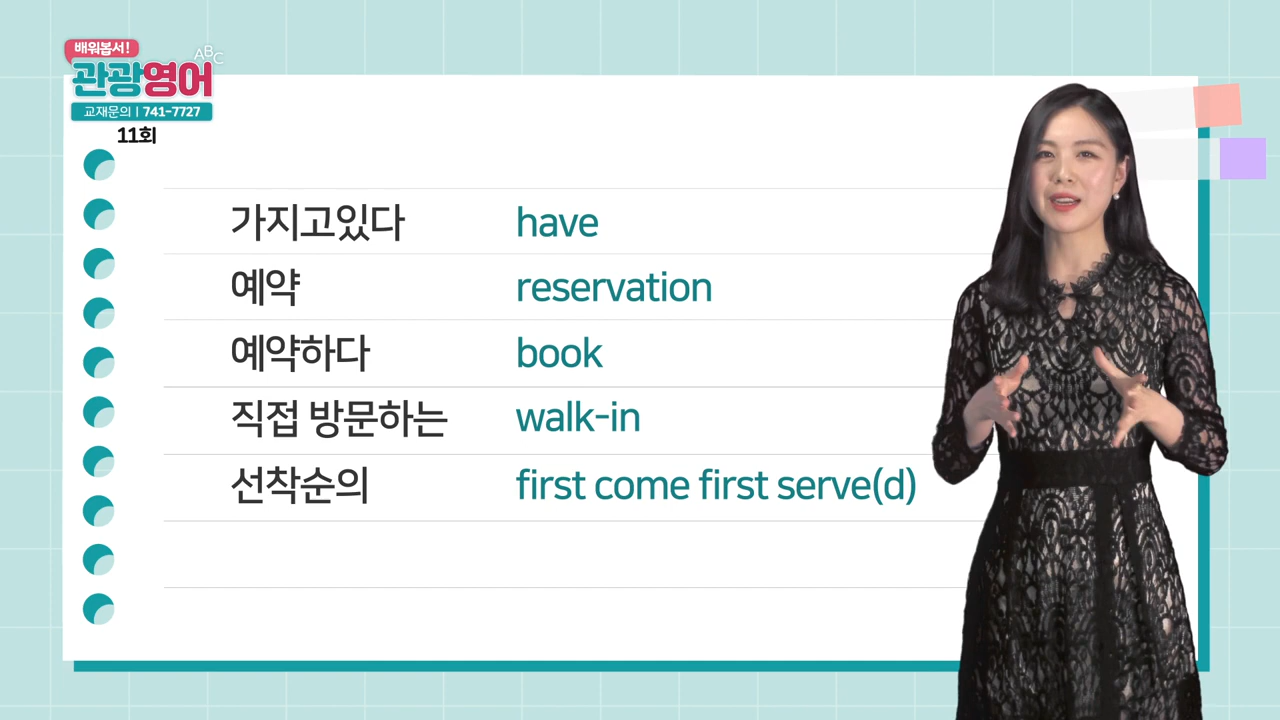 배워봅서!
ABC
관광영어
교재문의 | 741-7727
11회
가지고있다 have
예약 reservation
예약하다 book
직접 방문하는 walk-in
선착순의 first come first serve(d)